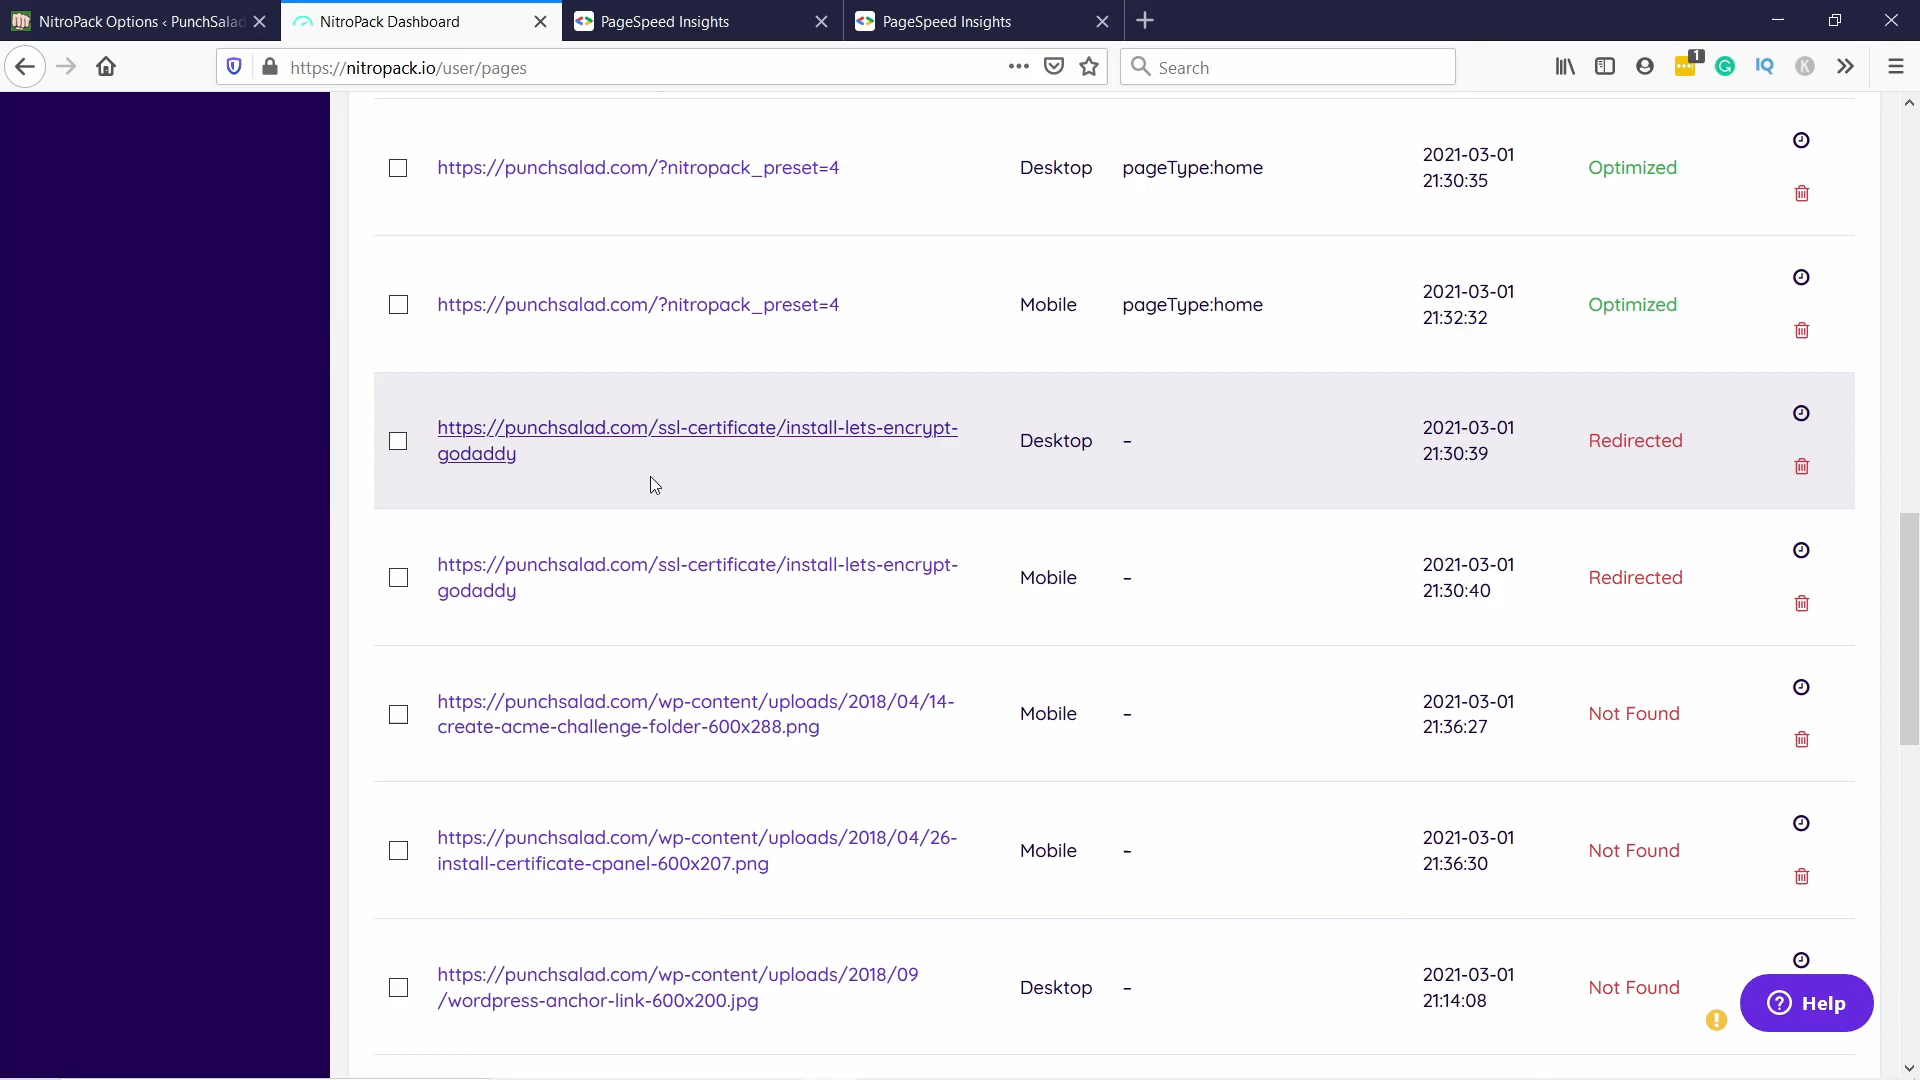 NitroPack Options ‹ PunchSalad
NitroPack Dashboard
PageSpeed Insights
PageSpeed Insights
https://nitropack.io/user/pages
Search
1
IQ
K
https://punchsalad.com/?nitropack_preset=4
Desktop
pageType:home
2021-03-01
21:30:35
Optimized
https://punchsalad.com/?nitropack_preset=4
Mobile
pageType:home
2021-03-01
21:32:32
Optimized
https://punchsalad.com/ssl-certificate/install-lets-encrypt-
godaddy
Desktop
-
2021-03-01
21:30:39
Redirected
https://punchsalad.com/ssl-certificate/install-lets-encrypt-
godaddy
Mobile
-
2021-03-01
21:30:40
Redirected
https://punchsalad.com/wp-content/uploads/2018/04/14-
create-acme-challenge-folder-600x288.png
Mobile
-
2021-03-01
21:36:27
Not Found
https://punchsalad.com/wp-content/uploads/2018/04/26-
install-certificate-cpanel-600x207.png
Mobile
-
2021-03-01
21:36:30
Not Found
https://punchsalad.com/wp-content/uploads/2018/09
/wordpress-anchor-link-600x200.jpg
Desktop
-
2021-03-01
21:14:08
Not Found
Help